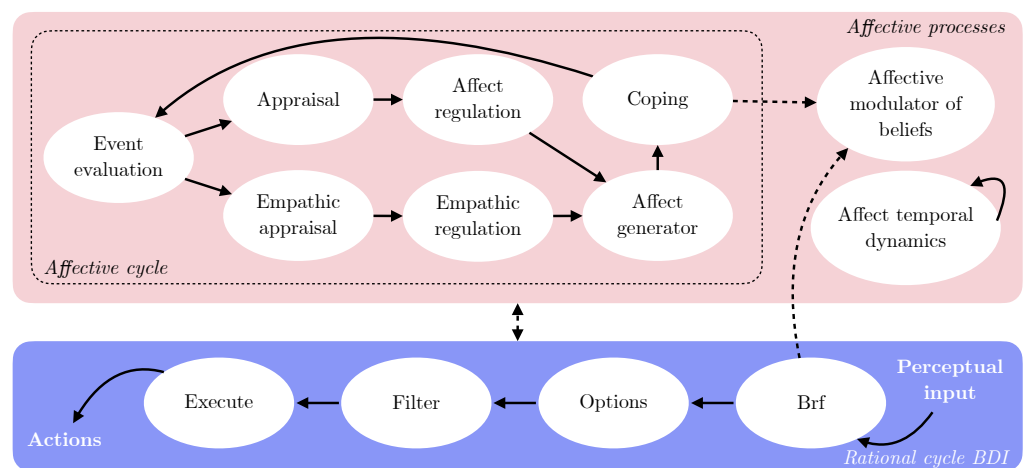 Affective processes
Appraisal
Affect
regulation
Coping
Affective
modulator of
beliefs
Event
evaluation
Empathic
appraisal
Empathic
regulation
Affect
generator
Affect temporal
dynamics
Affective cycle
Execute
Filter
Options
Brf
Perceptual
input
Actions
Rational cycle BDI